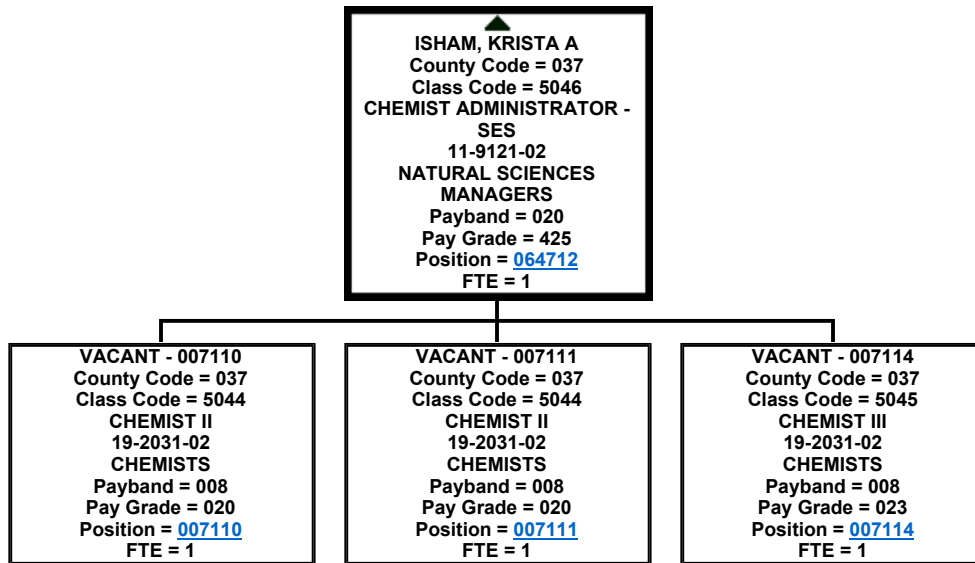 ISHAM, KRISTA A
County Code = 037
Class Code = 5046
CHEMIST ADMINISTRATOR -
SES
11-9121-02
NATURAL SCIENCES
MANAGERS
Payband = 020
Pay Grade = 425
Position = 064712
FTE = 1
VACANT - 007110
County Code = 037
Class Code = 5044
CHEMIST II
19-2031-02
CHEMISTS
Payband = 008
Pay Grade = 020
Position = 007110
FTE = 1
VACANT - 007111
County Code = 037
Class Code = 5044
CHEMIST II
19-2031-02
CHEMISTS
Payband = 008
Pay Grade = 020
Position = 007111
FTE = 1
VACANT - 007114
County Code = 037
Class Code = 5045
CHEMIST III
19-2031-02
CHEMISTS
Payband = 008
Pay Grade = 023
Position = 007114
FTE = 1